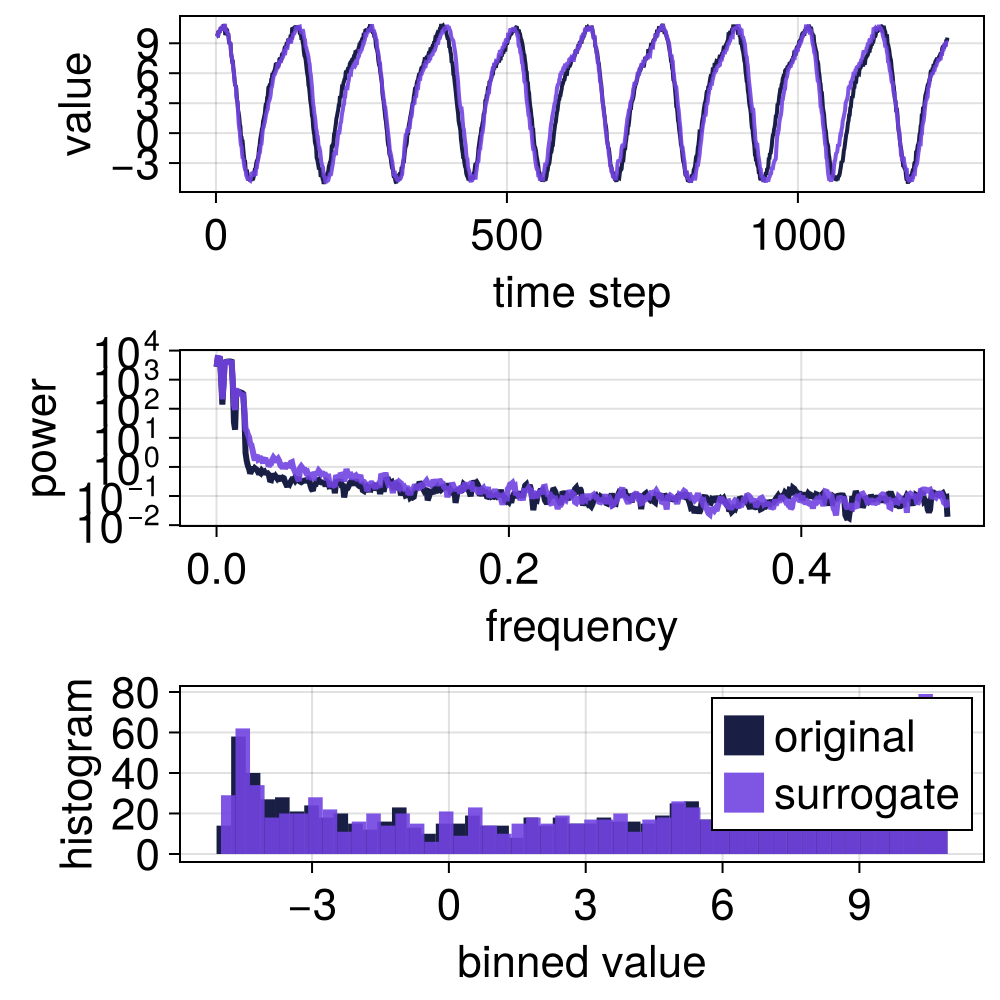 value
9
6
3
0
−3
0 500 1000
time step
power
10⁴
10³
10²
10¹
10⁰
10⁻¹
10⁻²
0.0 0.2 0.4
frequency
histogram
80
60
40
20
0
original
surrogate
−3 0 3 6 9
binned value